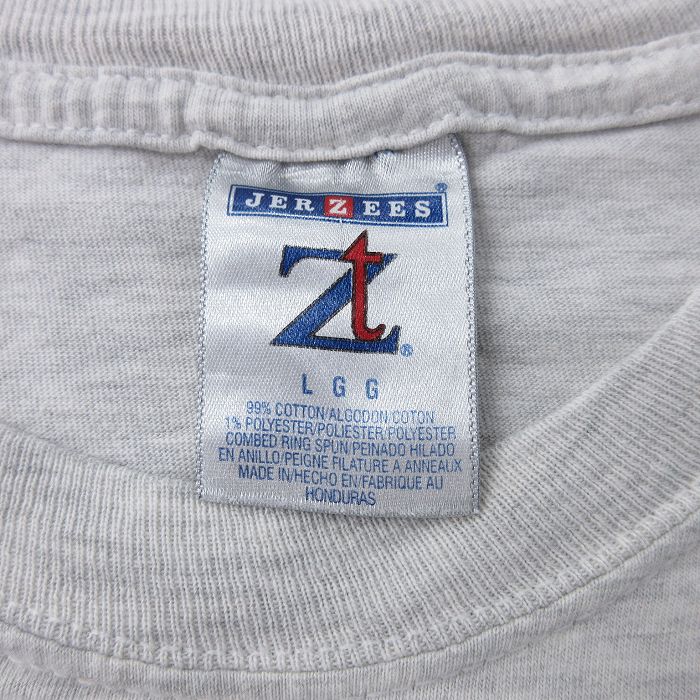 JERZEES®
Zt®
L G G
99% COTTON/ALGODON/COTON
1% POLYESTER/POLIESTER/POLYESTER
COMBED RING SPUN/PEINADO HILADO
EN ANILLO/PEIGNE FILATURE A ANNEAUX
MADE IN/HECHO EN/FABRIQUE AU
HONDURAS